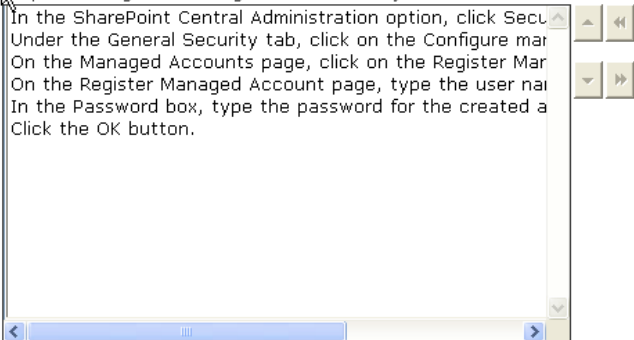 In the SharePoint Central Administration option, click Secu
Under the General Security tab, click on the Configure mar
On the Managed Accounts page, click on the Register Mar
On the Register Managed Account page, type the user nar
In the Password box, type the password for the created a
Click the OK button.